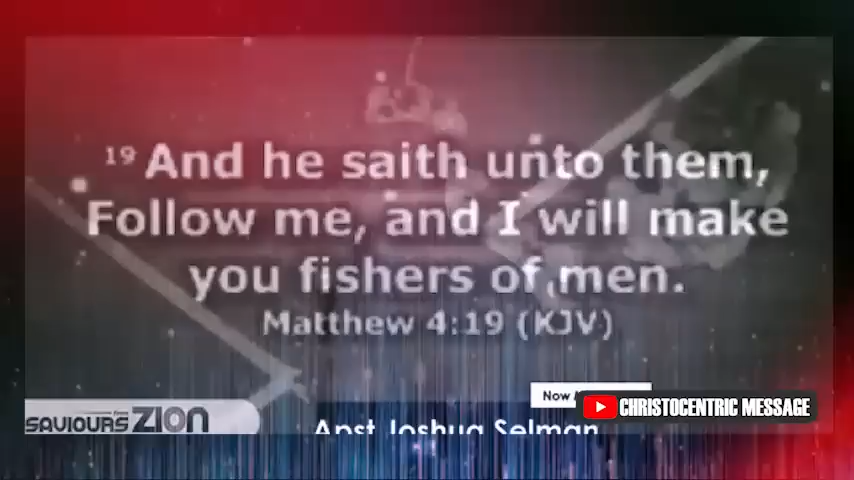 19 And he saith unto them,
Follow me, and I will make
you fishers of men.
Matthew 4:19 (KJV)
Now
CHRISTOCENTRIC MESSAGE
SAVIOURS ZION
Apst Joshua Selman